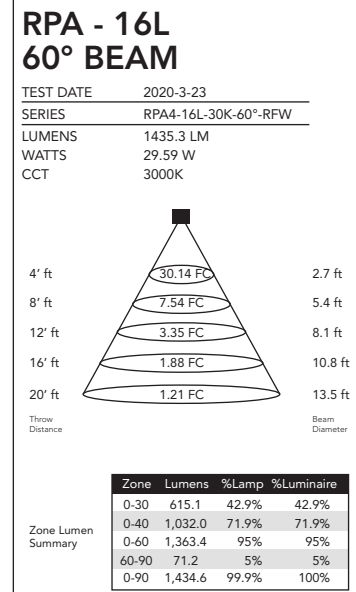 RPA - 16L
60° BEAM
TEST DATE 2020-3-23
SERIES RPA4-16L-30K-60°-RFW
LUMENS 1435.3 LM
WATTS 29.59 W
CCT 3000K
4' ft 30.14 FC 2.7 ft
8' ft 7.54 FC 5.4 ft
12' ft 3.35 FC 8.1 ft
16' ft 1.88 FC 10.8 ft
20' ft 1.21 FC 13.5 ft
Throw Beam
Distance Diameter
Zone Lumen
Summary
Zone Lumens %Lamp %Luminaire
0-30 615.1 42.9% 42.9%
0-40 1,032.0 71.9% 71.9%
0-60 1,363.4 95% 95%
60-90 71.2 5% 5%
0-90 1,434.6 99.9% 100%